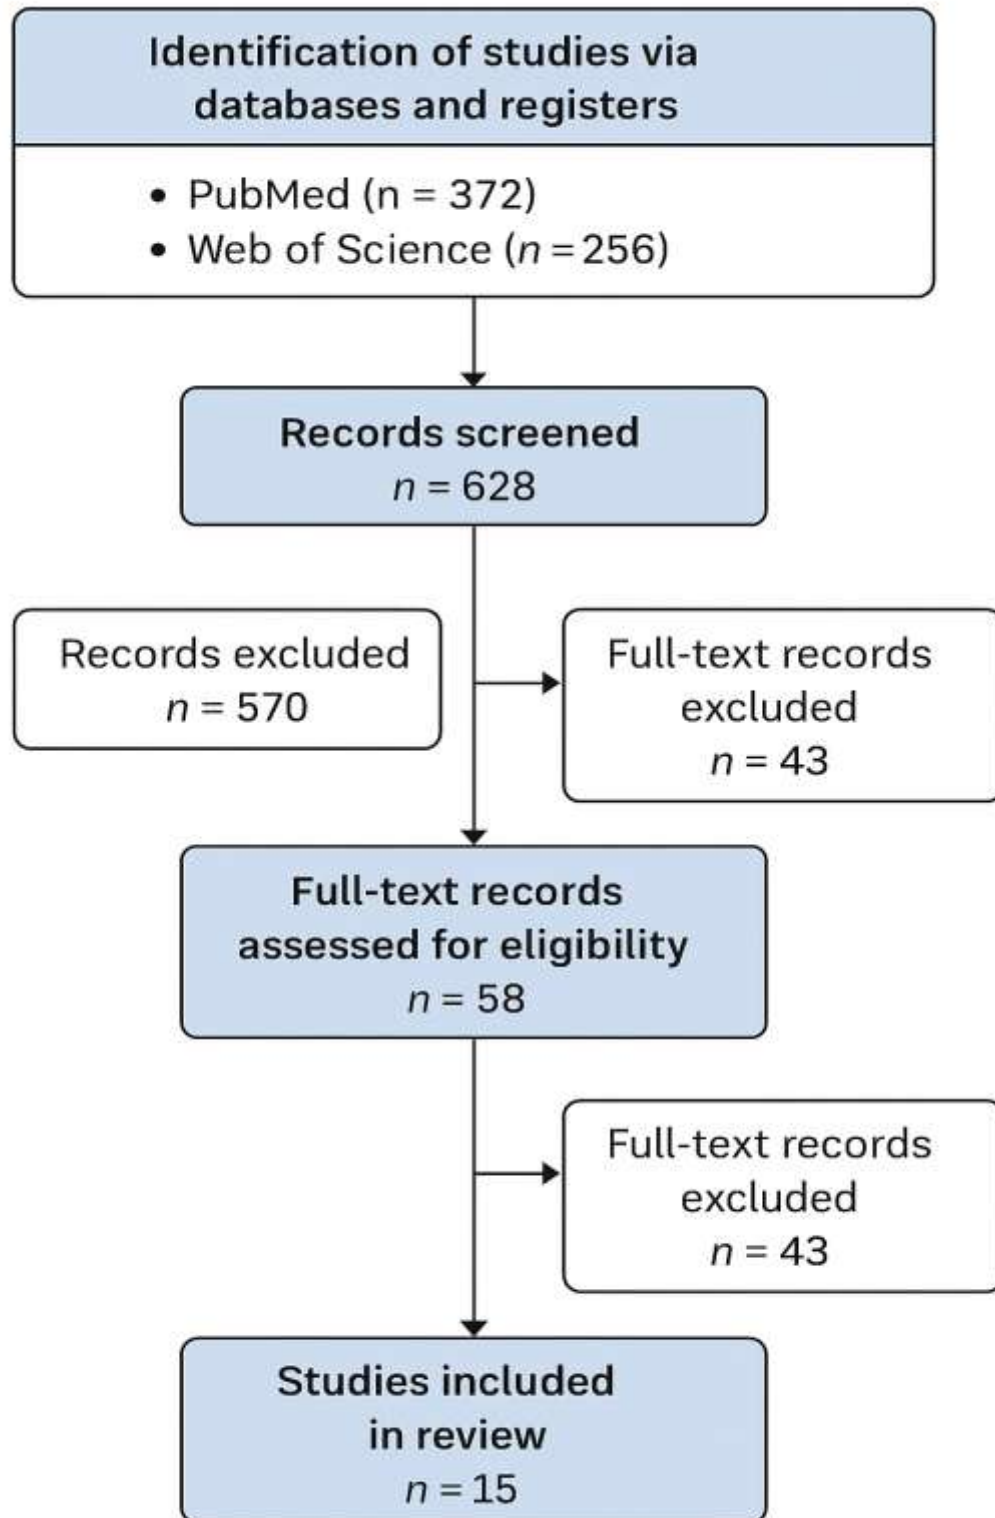 Identification of studies via
databases and registers
• PubMed (n = 372)
• Web of Science (n = 256)
Records screened
n = 628
Records excluded
n = 570
Full-text records
excluded
n = 43
Full-text records
assessed for eligibility
n = 58
Full-text records
excluded
n = 43
Studies included
in review
n = 15